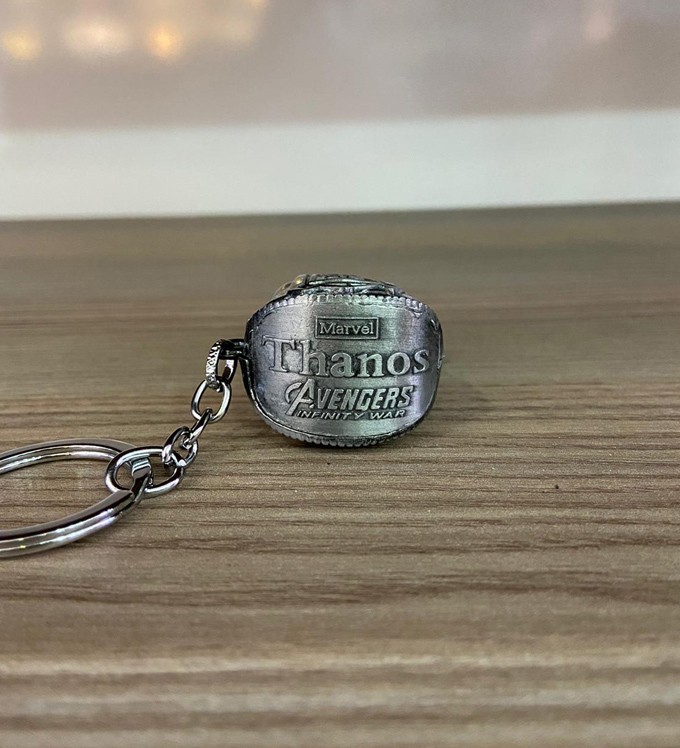 Marvel
Thanos
AVENGERS
INFINITY WAR